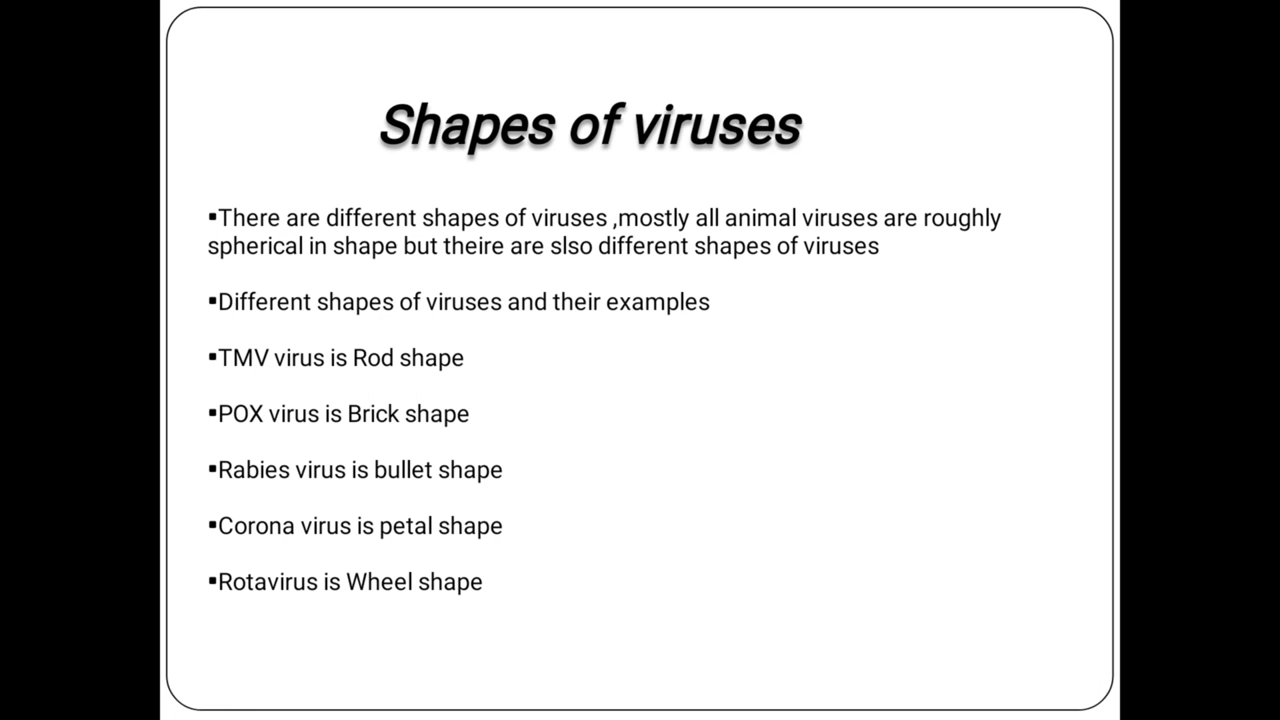 Shapes of viruses
▪There are different shapes of viruses ,mostly all animal viruses are roughly
spherical in shape but theire are slso different shapes of viruses
▪Different shapes of viruses and their examples
▪TMV virus is Rod shape
▪POX virus is Brick shape
▪Rabies virus is bullet shape
▪Corona virus is petal shape
▪Rotavirus is Wheel shape